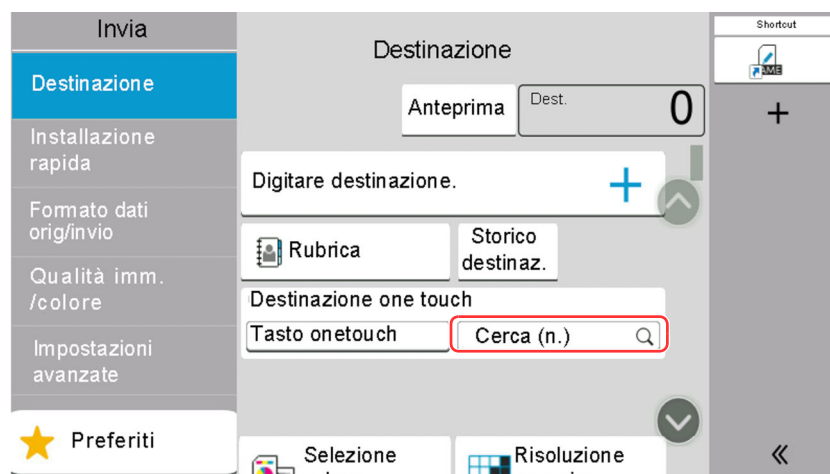 Invia
Destinazione
Installazione
rapida
Formato dati
orig/invio
Qualità imm.
/colore
Impostazioni
avanzate
Preferiti
Destinazione
Anteprima
Dest.
0
Digitare destinazione.
Rubrica
Storico
destinaz.
Destinazione one touch
Tasto onetouch
Cerca (n.)
Selezione
Risoluzione
Shortcut